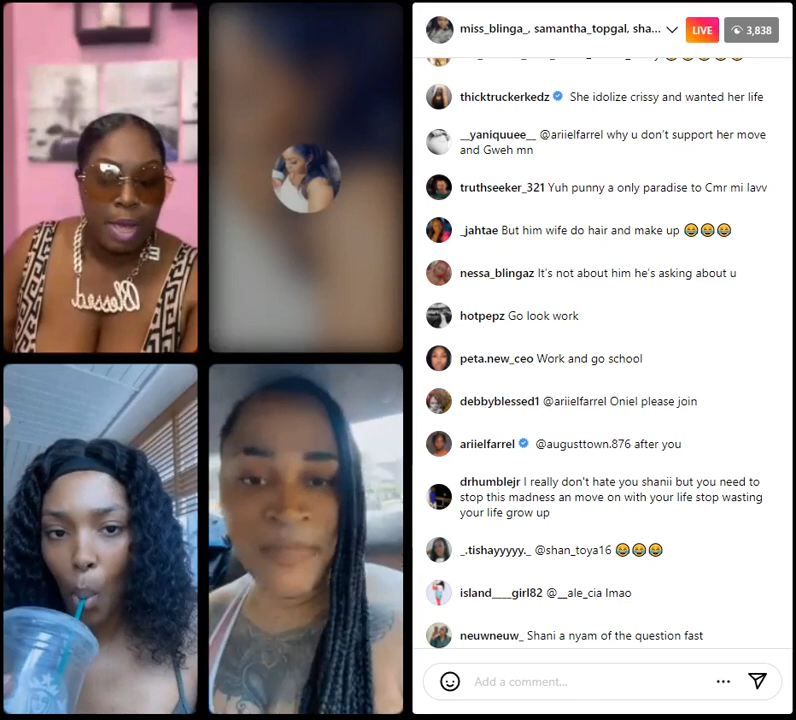 Blessed
miss_blinga_, samantha_topgal, sha...
LIVE
3,838
thicktruckerkedz She idolize crissy and wanted her life
__yaniquuee__ @ariielfarrel why u don't support her move
and Gweh mn
truthseeker_321 Yuh punny a only paradise to Cmr mi lavv
_jahtae But him wife do hair and make up 😂😂😂
nessa_blingaz It's not about him he's asking about u
hotpepz Go look work
peta.new_ceo Work and go school
debbyblessed1 @ariielfarrel Oniel please join
ariielfarrel @augusttown.876 after you
drhumblejr I really don't hate you shanii but you need to
stop this madness an move on with your life stop wasting
your life grow up
_.tishayyyyy._ @shan_toya16 😂😂😂
island____girl82 @__ale_cia lmao
neuwneuw_ Shani a nyam of the question fast
Add a comment...